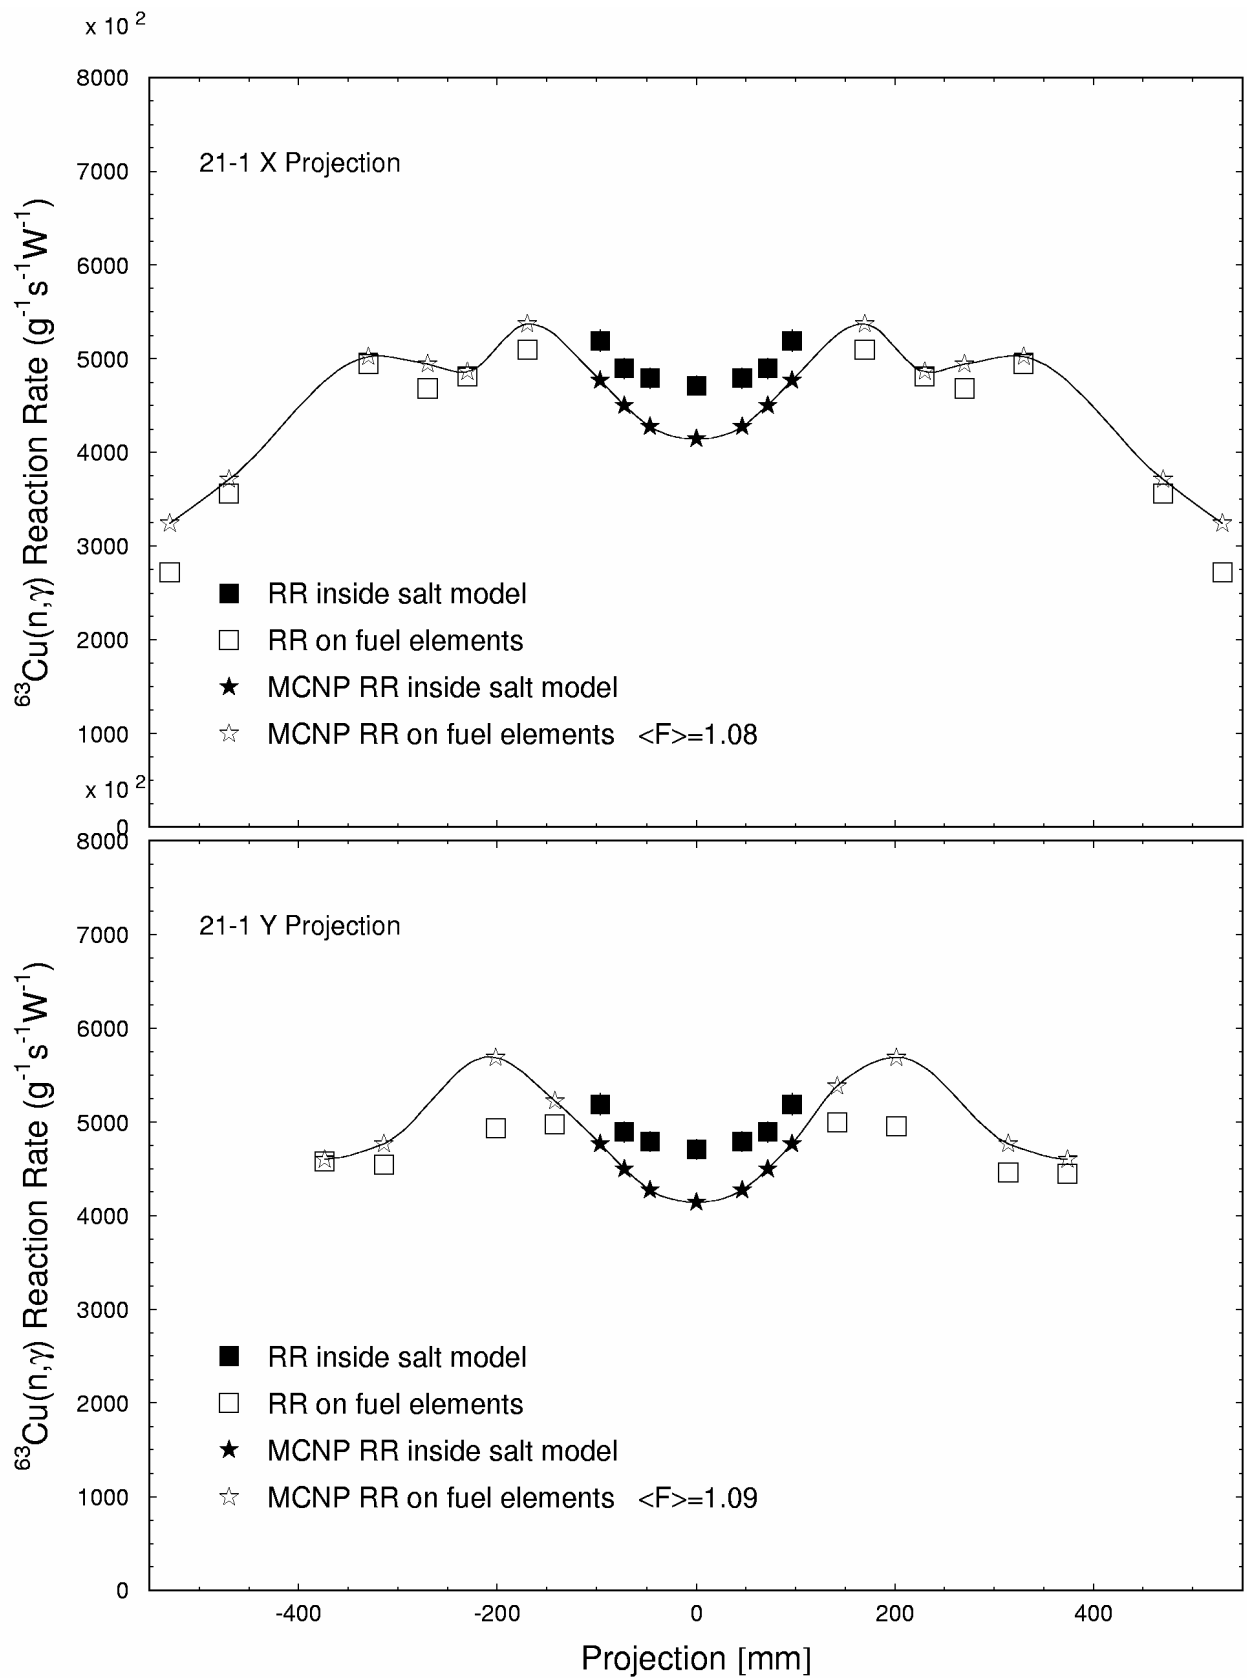 x 10 2
8000
21-1 X Projection
7000
6000
5000
4000
3000
2000
1000
0
63Cu(n,γ) Reaction Rate (g-1s-1W-1)
RR inside salt model
RR on fuel elements
MCNP RR inside salt model
MCNP RR on fuel elements <F>=1.08
x 10 2
8000
21-1 Y Projection
7000
6000
5000
4000
3000
2000
1000
0
63Cu(n,γ) Reaction Rate (g-1s-1W-1)
RR inside salt model
RR on fuel elements
MCNP RR inside salt model
MCNP RR on fuel elements <F>=1.09
-400 -200 0 200 400
Projection [mm]